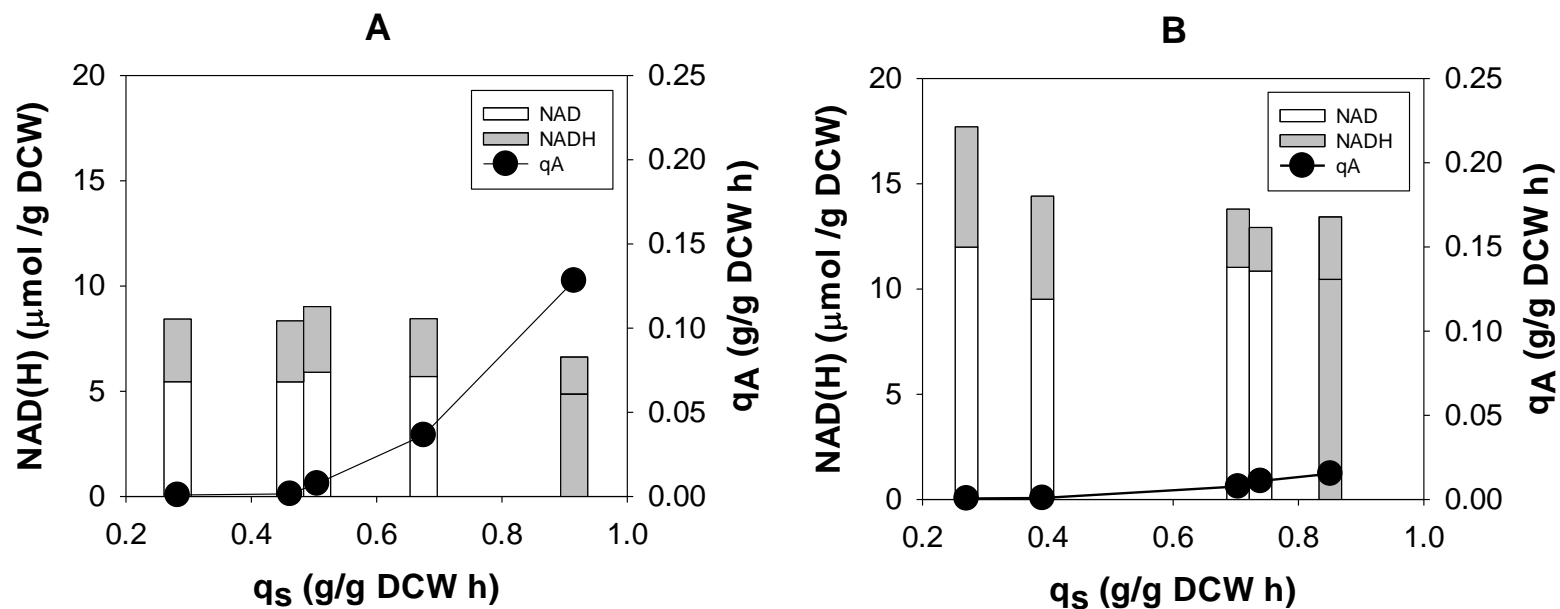 A
NAD(H) (μmol /g DCW)
20
15
10
5
0
NAD
NADH
qA
0.25
0.20
0.15
0.10
0.05
0.00
qA (g/g DCW h)
0.2 0.4 0.6 0.8 1.0
qS (g/g DCW h)
B
NAD(H) (μmol /g DCW)
20
15
10
5
0
NAD
NADH
qA
0.25
0.20
0.15
0.10
0.05
0.00
qA (g/g DCW h)
0.2 0.4 0.6 0.8 1.0
qS (g/g DCW h)